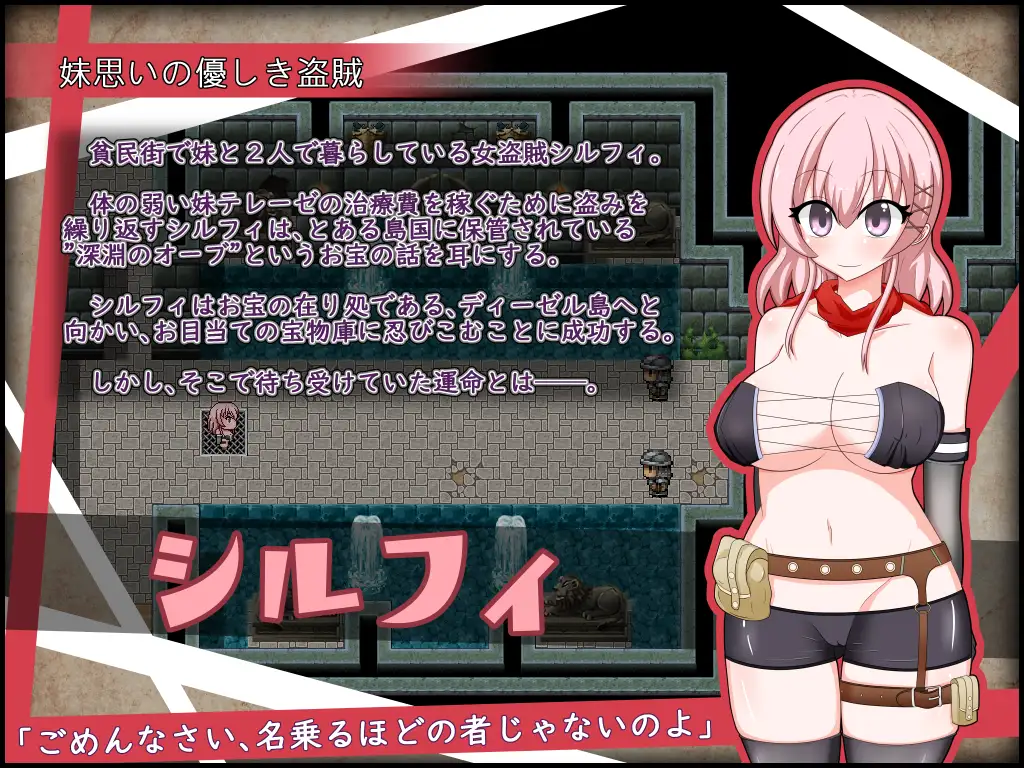 妹思いの優しき盗賊
貧民街で妹と２人で暮らしている女盗賊シルフィ。
体の弱い妹テレーゼの治療費を稼ぐために盗みを
繰り返すシルフィは、とある島国に保管されている
”深淵のオーブ”というお宝の話を耳にする。
シルフィはお宝の在り処である、ディーゼル島へと
向かい、お目当ての宝物庫に忍びこむことに成功する。
しかし、そこで待ち受けていた運命とは――。
シルフィ
「ごめんなさい、名乗るほどの者じゃないのよ」